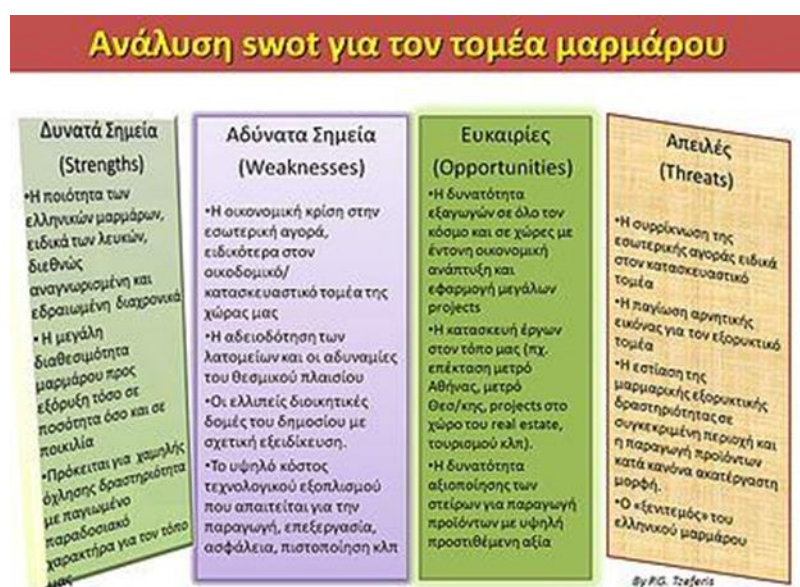 Ανάλυση swot για τον τομέα μαρμάρου
Δυνατά Σημεία
(Strengths)
•Η ποιότητα των
ελληνικών μαρμάρων,
ειδικά των λευκών,
διεθνώς
αναγνωρισμένη και
εδραιωμένη διαχρονικά
• Η μεγάλη
διαθεσιμότητα
μαρμάρου προς
εξόρυξη τόσο σε
ποσότητα όσο και σε
ποικιλία
•Πρόκειται για χαμηλής
όχλησης δραστηριότητα
με παγιωμένο
παραδοσιακό
χαρακτήρα για τον τόπο
μας
Αδύνατα Σημεία
(Weaknesses)
•Η οικονομική κρίση στην
εσωτερική αγορά,
ειδικότερα στον
οικοδομικό/
κατασκευαστικό τομέα της
χώρας μας
•Η αδειοδότηση των
λατομείων και οι αδυναμίες
του θεσμικού πλαισίου
•Οι ελλιπείς διοικητικές
δομές του δημοσίου με
σχετική εξειδίκευση.
•Το υψηλό κόστος
τεχνολογικού εξοπλισμού
που απαιτείται για την
παραγωγή, επεξεργασία,
ασφάλεια, πιστοποίηση κλπ
Ευκαιρίες
(Opportunities)
•Η δυνατότητα
εξαγωγών σε όλο τον
κόσμο και σε χώρες με
έντονη οικονομική
ανάπτυξη και
εφαρμογή μεγάλων
projects
•Η κατασκευή έργων
στον τόπο μας (πχ.
επέκταση μετρό
Αθήνας, μετρό
Θεσ/κης, projects στο
χώρο του real estate,
τουρισμού κλπ).
•Η δυνατότητα
αξιοποίησης των
στείρων για παραγωγή
προϊόντων με υψηλή
προστιθέμενη αξία
Απειλές
(Threats)
•Η συρρίκνωση της
εσωτερικής αγοράς ειδικά
στον κατασκευαστικό
τομέα
•Η παγίωση αρνητικής
εικόνας για τον εξορυκτικό
τομέα
•Η εστίαση της
μαρμαρικής εξορυκτικής
δραστηριότητας σε
συγκεκριμένη περιοχή και
η παραγωγή προϊόντων
κατά κανόνα ακατέργαστη
μορφή.
•Ο «ξενιτεμός» του
ελληνικού μαρμάρου
By P.G. Tzeferis